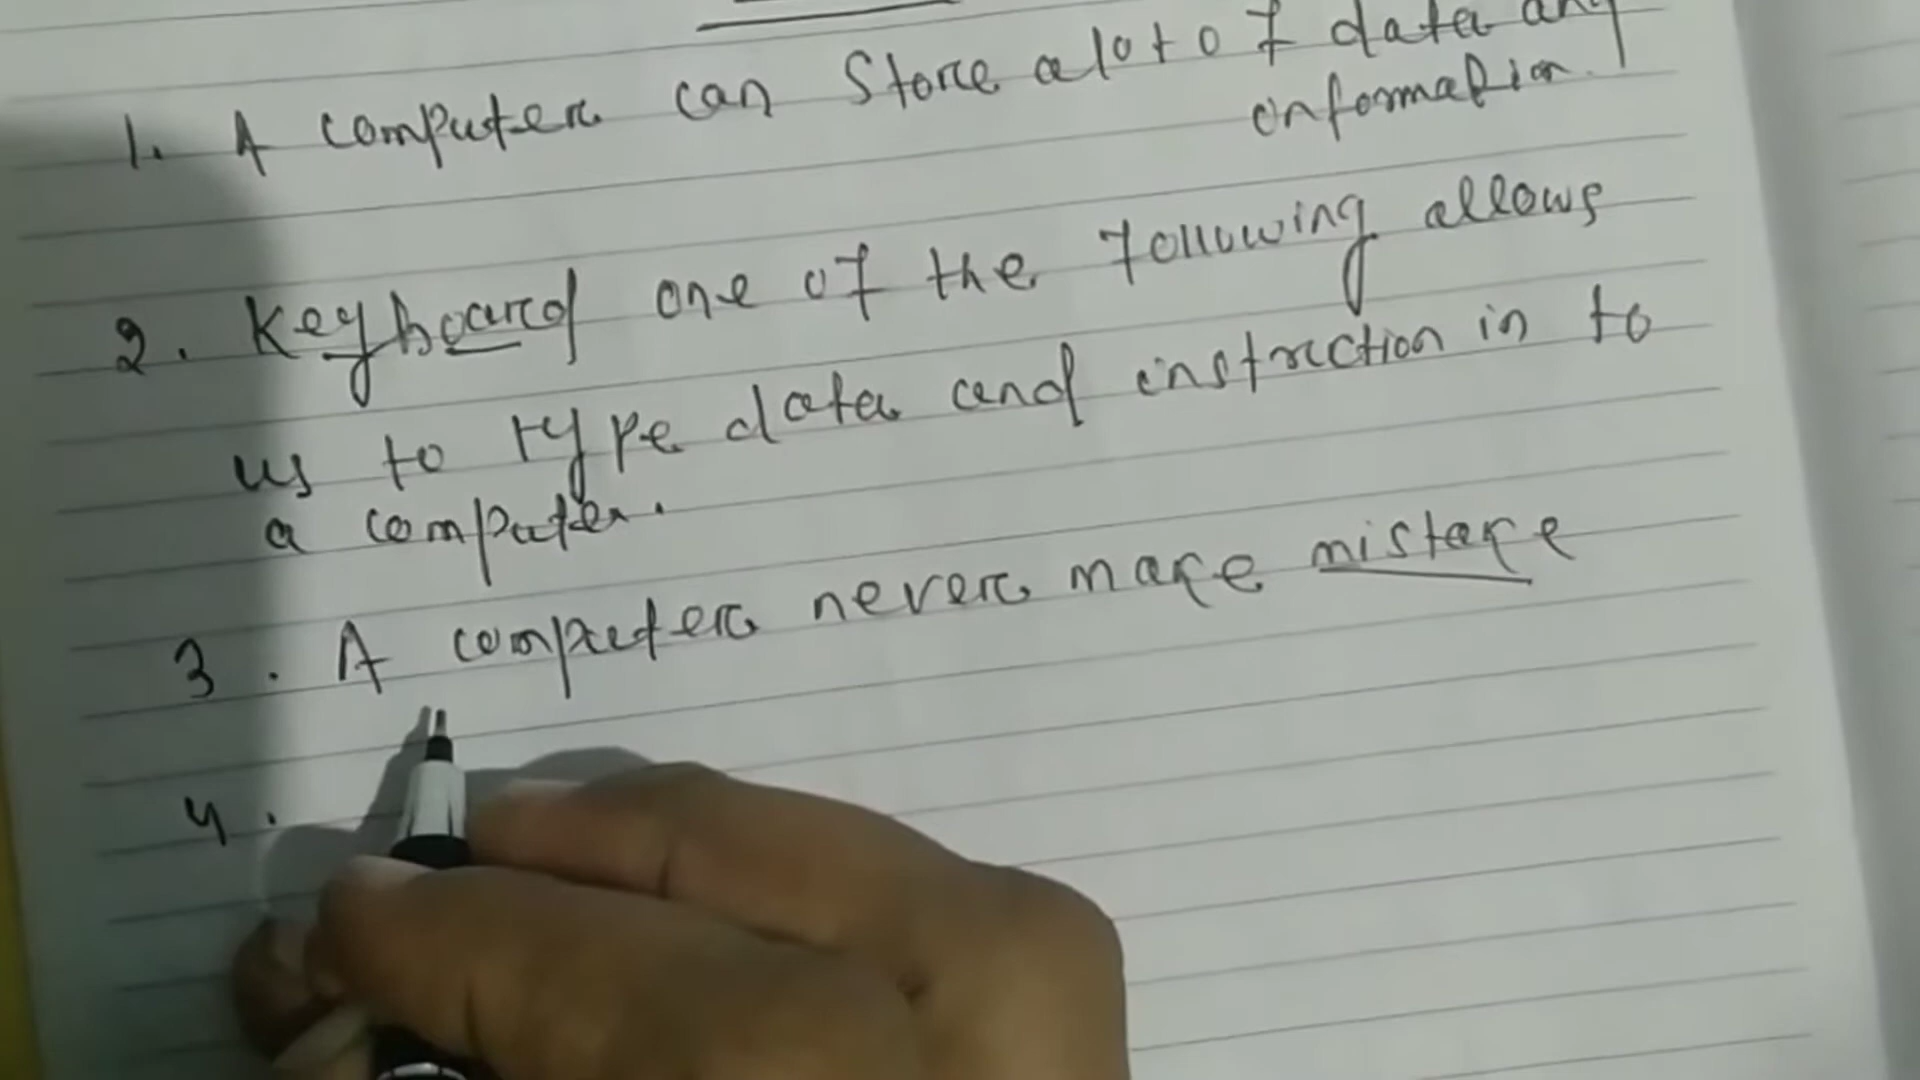 1. A computer can Store a lot of data any
information.
2. Keyboard one of the following allows
us to type data and instruction in to
a computer.
3. A computer never make mistake
4.